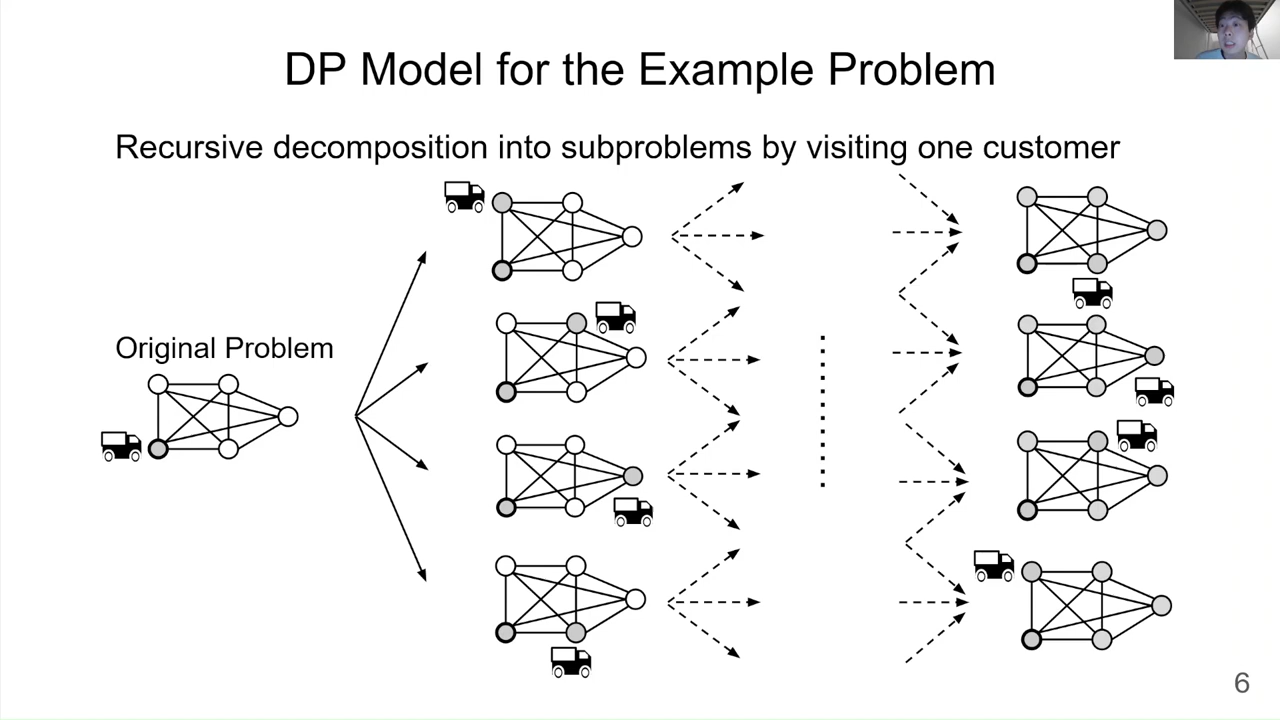 DP Model for the Example Problem
Recursive decomposition into subproblems by visiting one customer
Original Problem
6